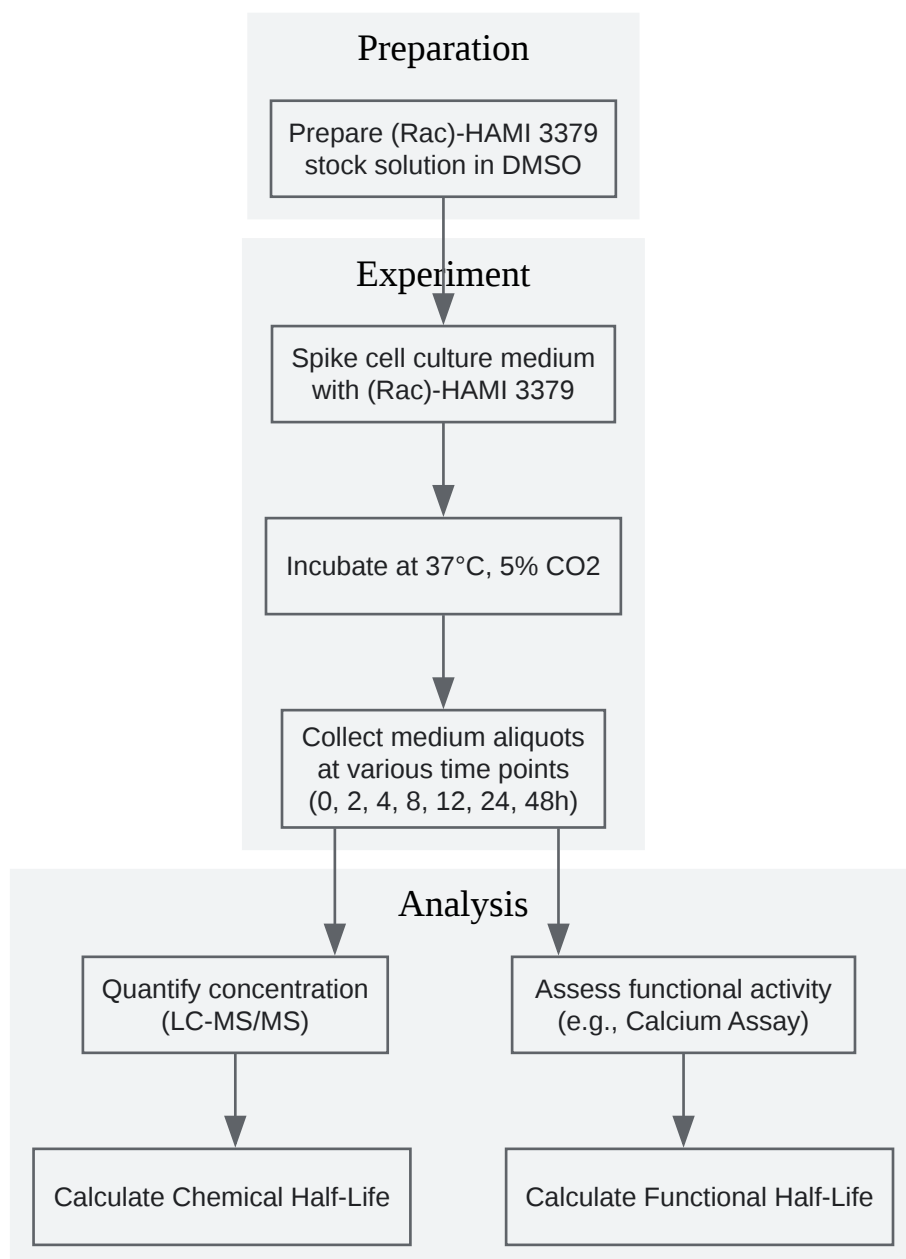 Preparation
Prepare (Rac)-HAMI 3379
stock solution in DMSO
Experiment
Spike cell culture medium
with (Rac)-HAMI 3379
Incubate at 37°C, 5% CO2
Collect medium aliquots
at various time points
(0, 2, 4, 8, 12, 24, 48h)
Analysis
Quantify concentration
(LC-MS/MS)
Assess functional activity
(e.g., Calcium Assay)
Calculate Chemical Half-Life
Calculate Functional Half-Life